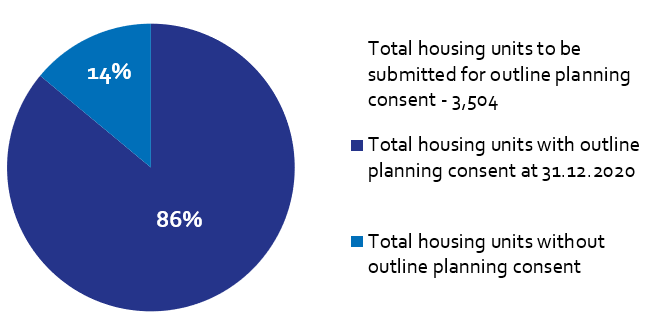 Total housing units to be
submitted for outline planning
consent - 3,504
14%
Total housing units with outline
planning consent at 31.12.2020
86%
Total housing units without
outline planning consent